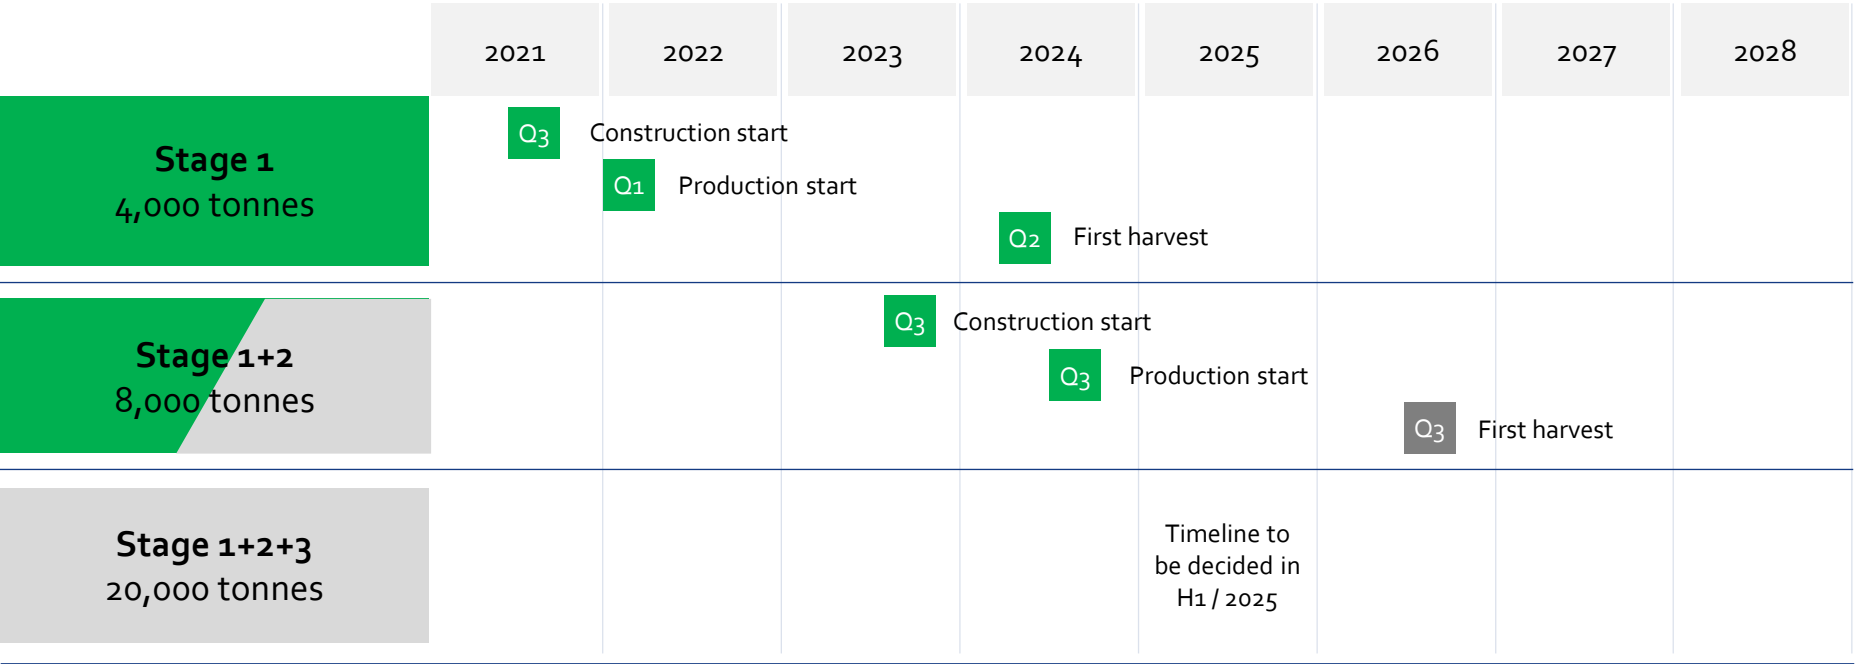 2021 2022 2023 2024 2025 2026 2027 2028
Stage 1
4,000 tonnes
Q3 Construction start
Q1 Production start
Q2 First harvest
Stage 1+2
8,000 tonnes
Q3 Construction start
Q3 Production start
Q3 First harvest
Stage 1+2+3
20,000 tonnes
Timeline to
be decided in
H1 / 2025